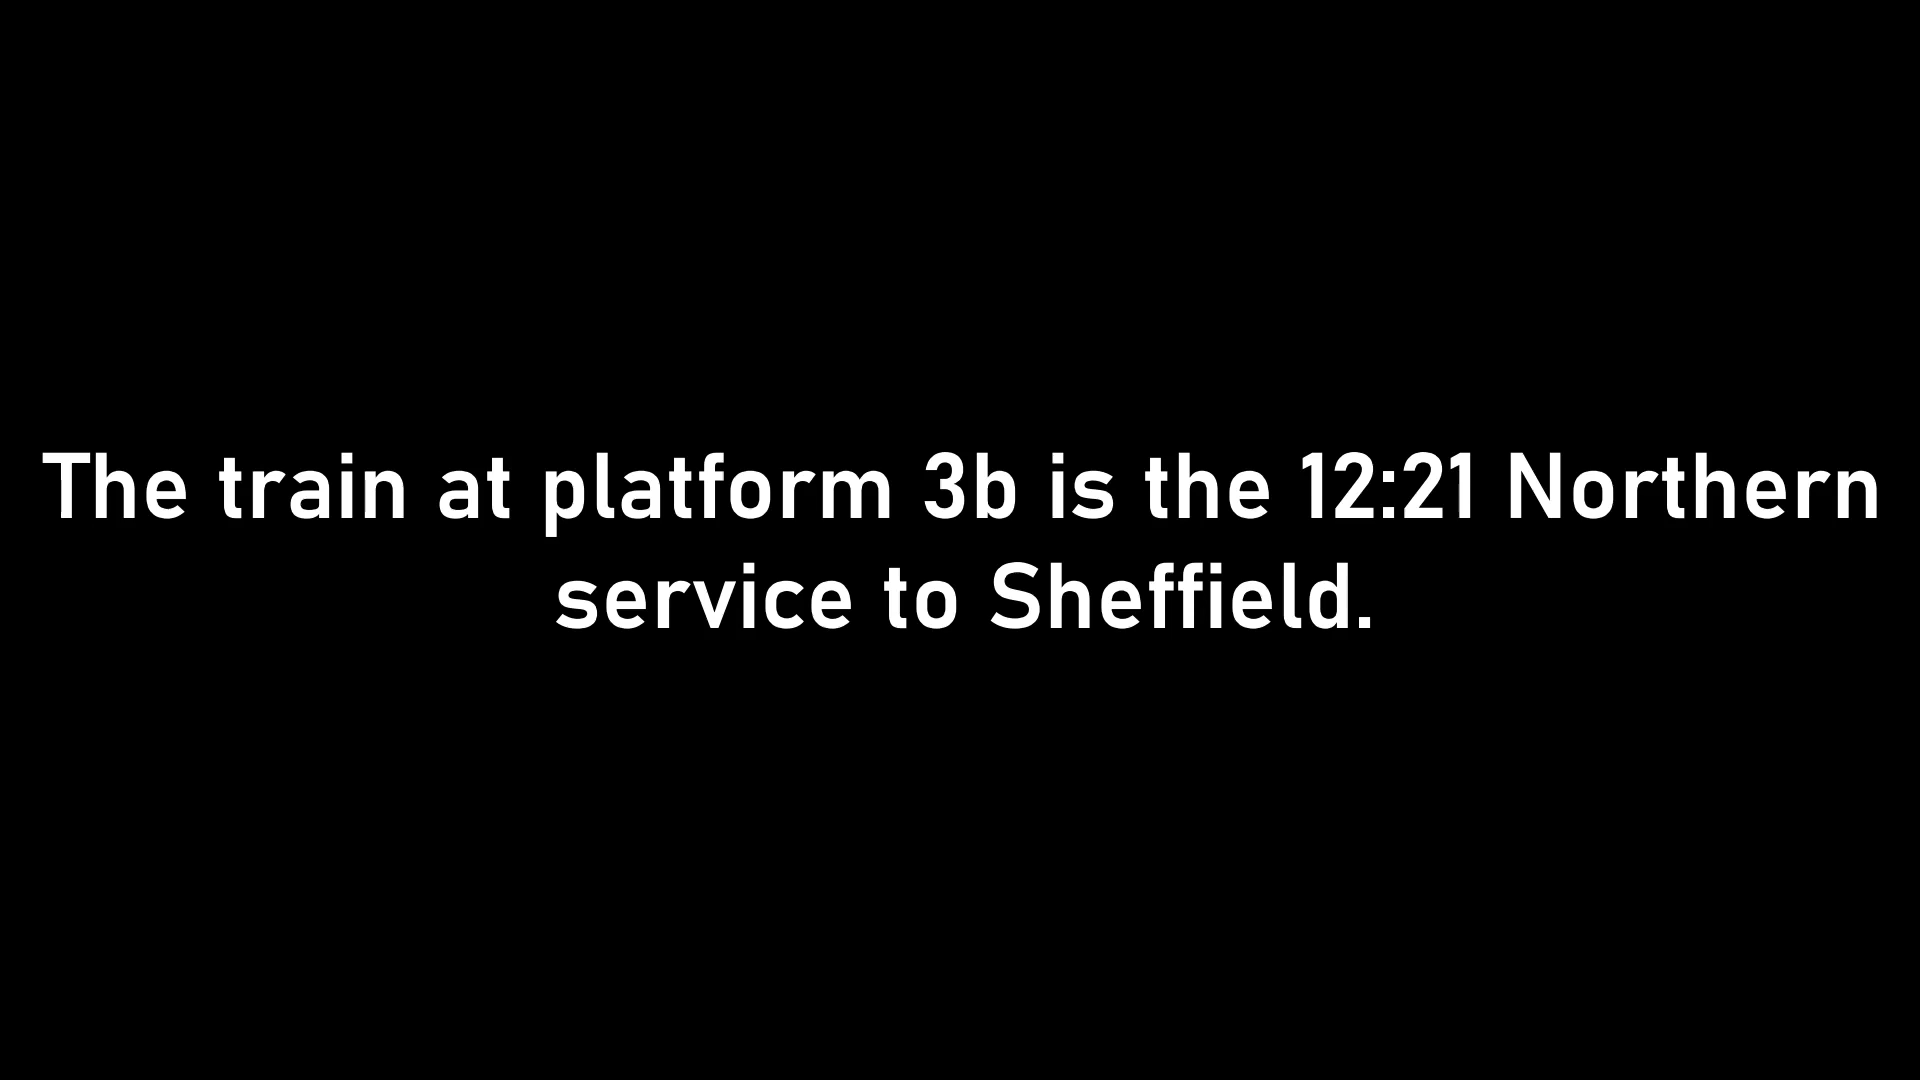 The train at platform 3b is the 12:21 Northern
service to Sheffield.